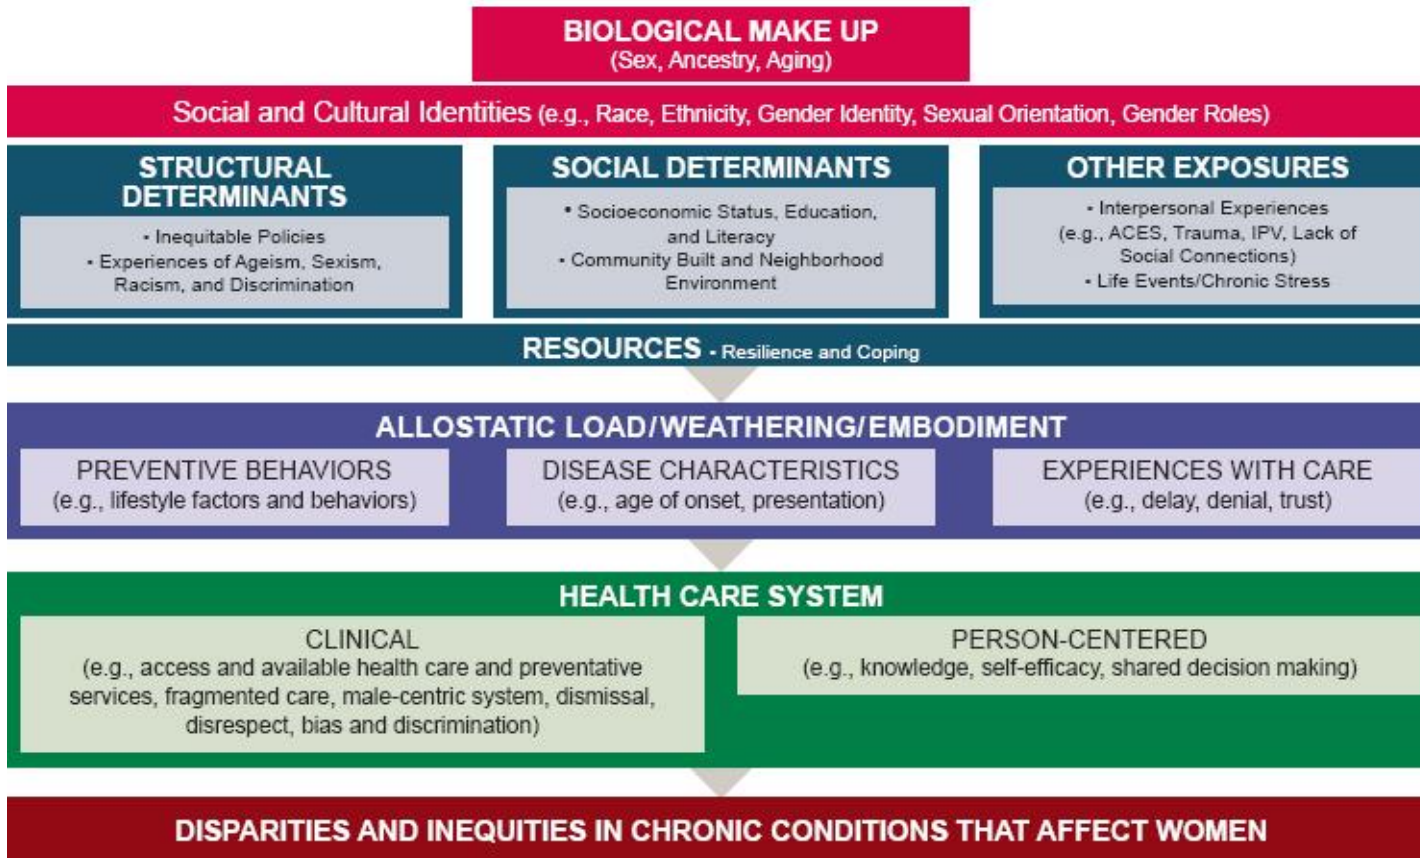 BIOLOGICAL MAKE UP
(Sex, Ancestry, Aging)
Social and Cultural Identities (e.g., Race, Ethnicity, Gender Identity, Sexual Orientation, Gender Roles)
STRUCTURAL
DETERMINANTS
- Inequitable Policies
- Experiences of Ageism, Sexism,
Racism, and Discrimination
SOCIAL DETERMINANTS
• Socioeconomic Status, Education,
and Literacy
- Community Built and Neighborhood
Environment
OTHER EXPOSURES
- Interpersonal Experiences
(e.g., ACES, Trauma, IPV, Lack of
Social Connections)
- Life Events/Chronic Stress
RESOURCES - Resilience and Coping
ALLOSTATIC LOAD/WEATHERING/EMBODIMENT
PREVENTIVE BEHAVIORS
(e.g., lifestyle factors and behaviors)
DISEASE CHARACTERISTICS
(e.g., age of onset, presentation)
EXPERIENCES WITH CARE
(e.g., delay, denial, trust)
HEALTH CARE SYSTEM
CLINICAL
(e.g., access and available health care and preventative
services, fragmented care, male-centric system, dismissal,
disrespect, bias and discrimination)
PERSON-CENTERED
(e.g., knowledge, self-efficacy, shared decision making)
DISPARITIES AND INEQUITIES IN CHRONIC CONDITIONS THAT AFFECT WOMEN